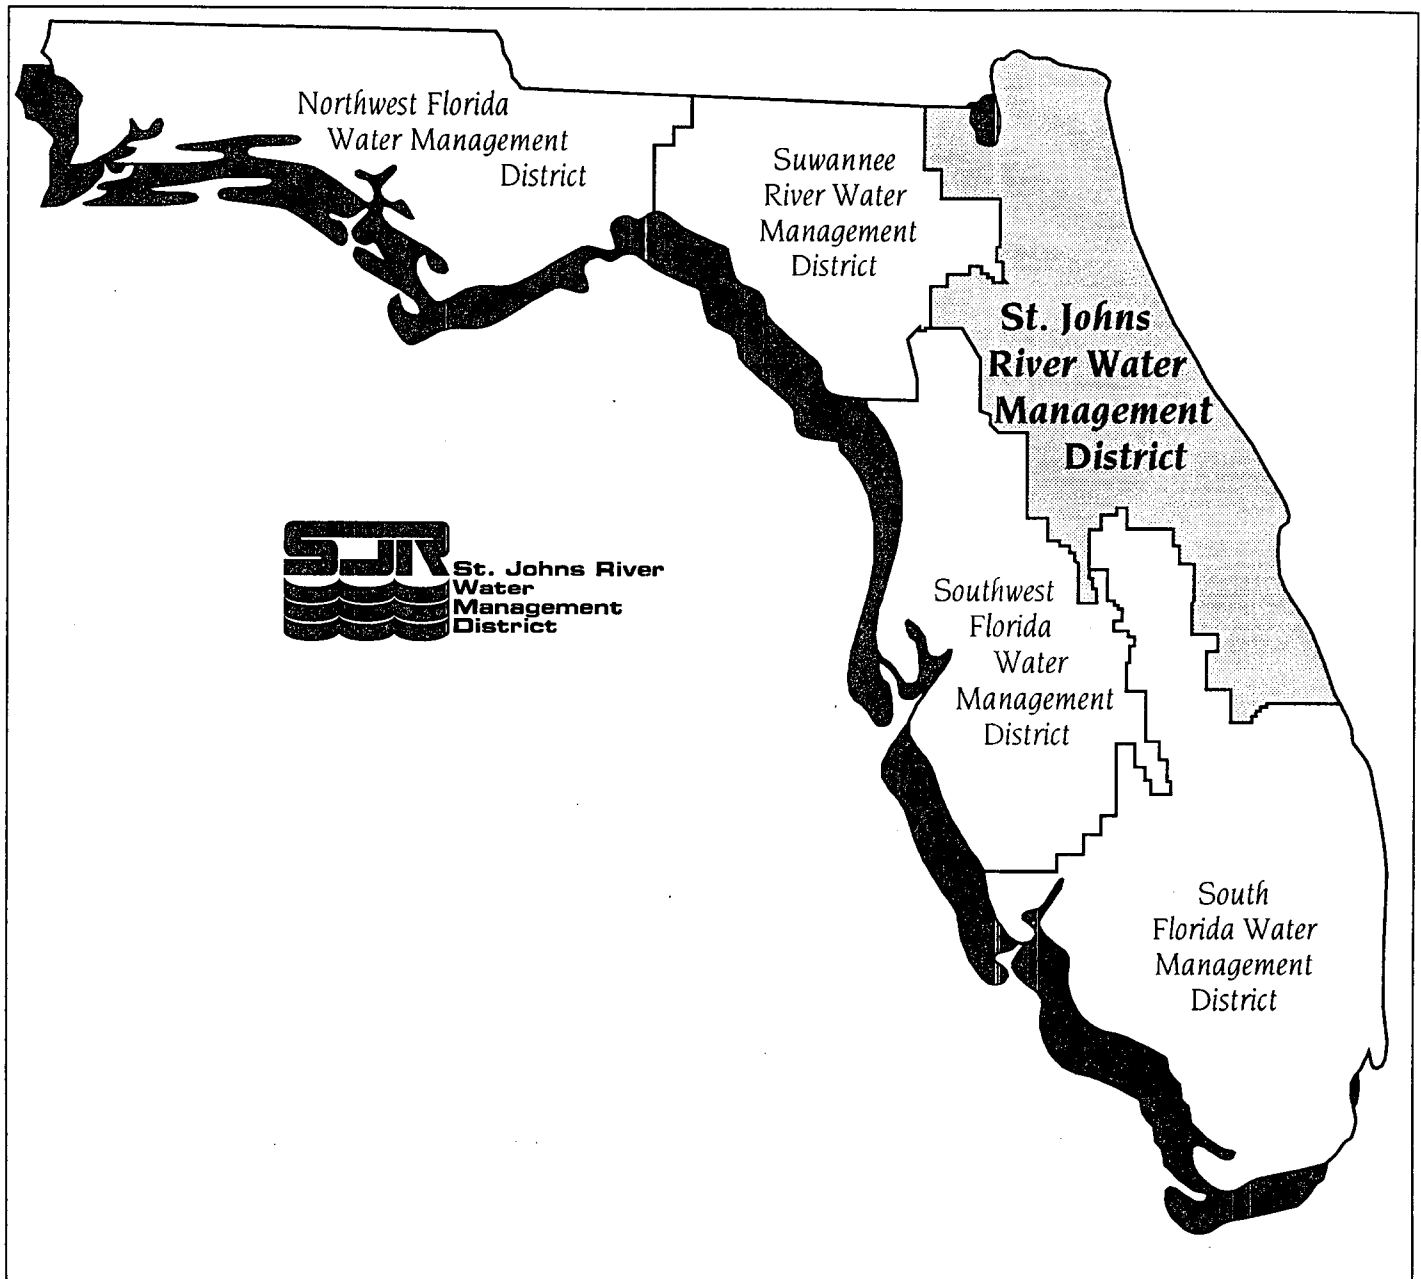 Northwest Florida
Water Management
District
Suwannee
River Water
Management
District
St. Johns
River Water
Management
District
SJR
St. Johns River
Water
Management
District
Southwest
Florida
Water
Management
District
South
Florida Water
Management
District